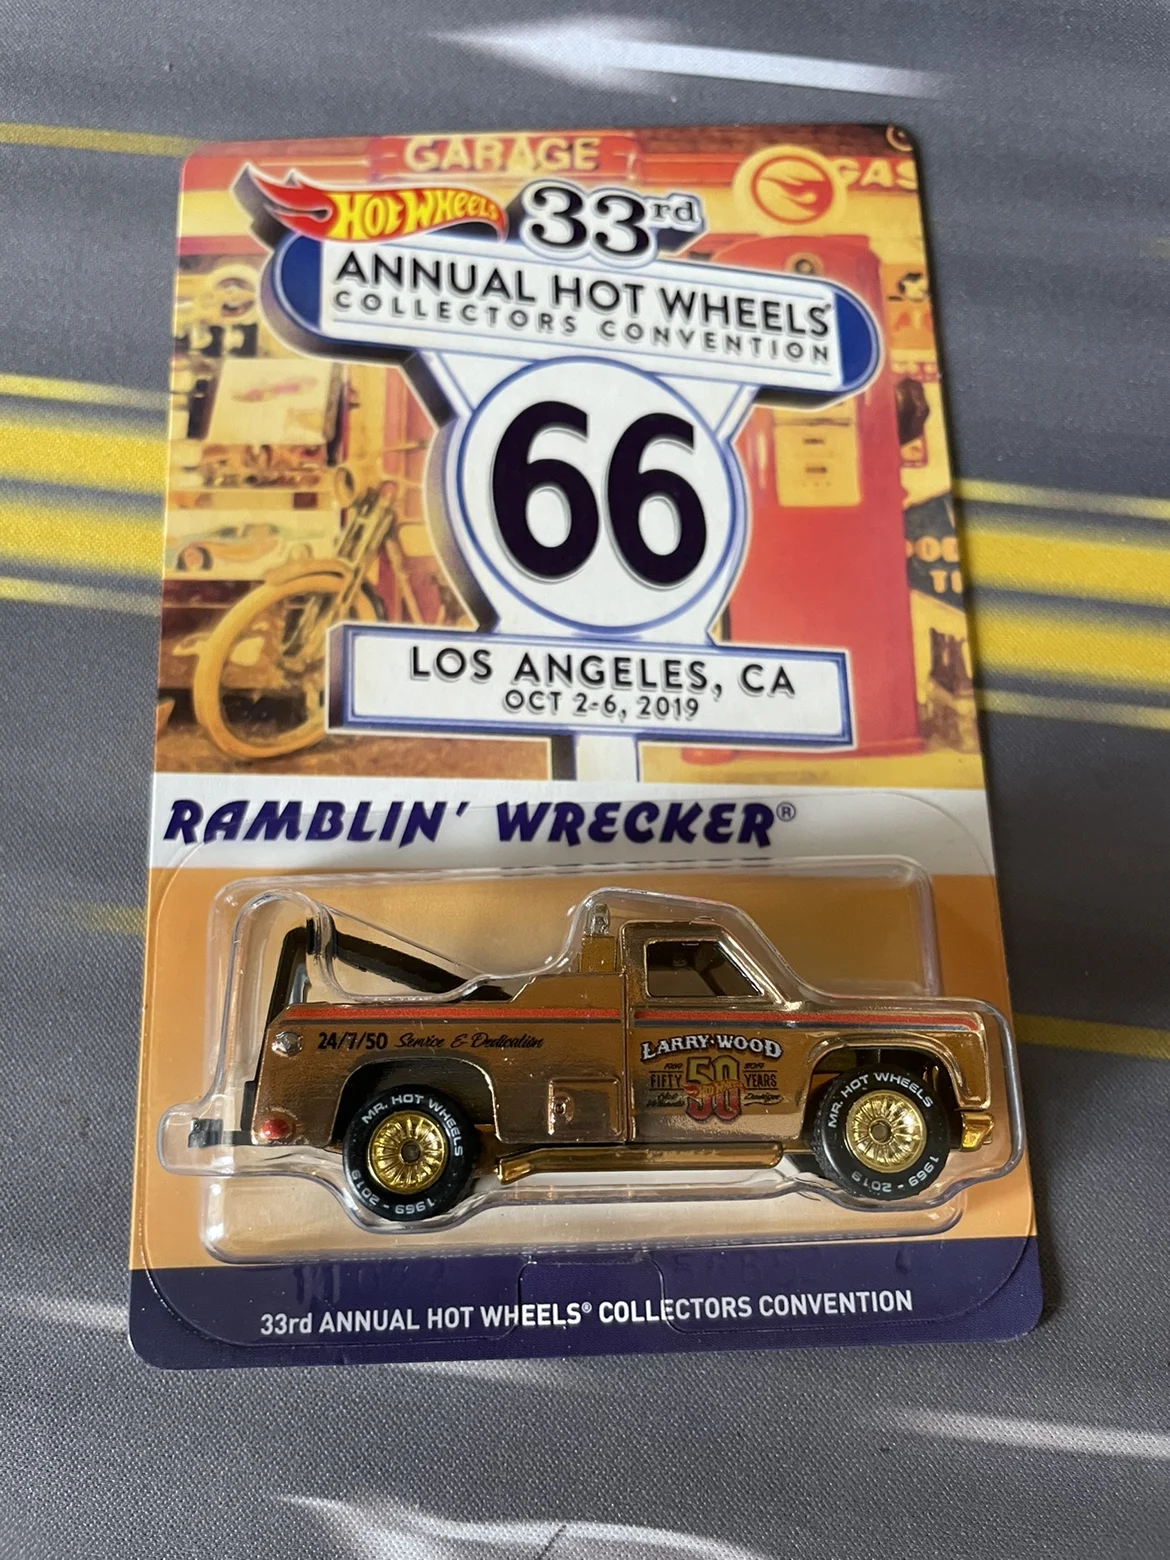 GARAGE
GAS
HOT WHEELS
33rd
ANNUAL HOT WHEELS®
COLLECTORS CONVENTION
66
LOS ANGELES, CA
OCT 2-6, 2019
RAMBLIN' WRECKER®
24/7/50 Service & Dedication
LARRY·WOOD
1969 2019
FIFTY 50 YEARS
MR. HOT WHEELS
1969 - 2019
MR. HOT WHEELS
1969 - 2019
33rd ANNUAL HOT WHEELS® COLLECTORS CONVENTION